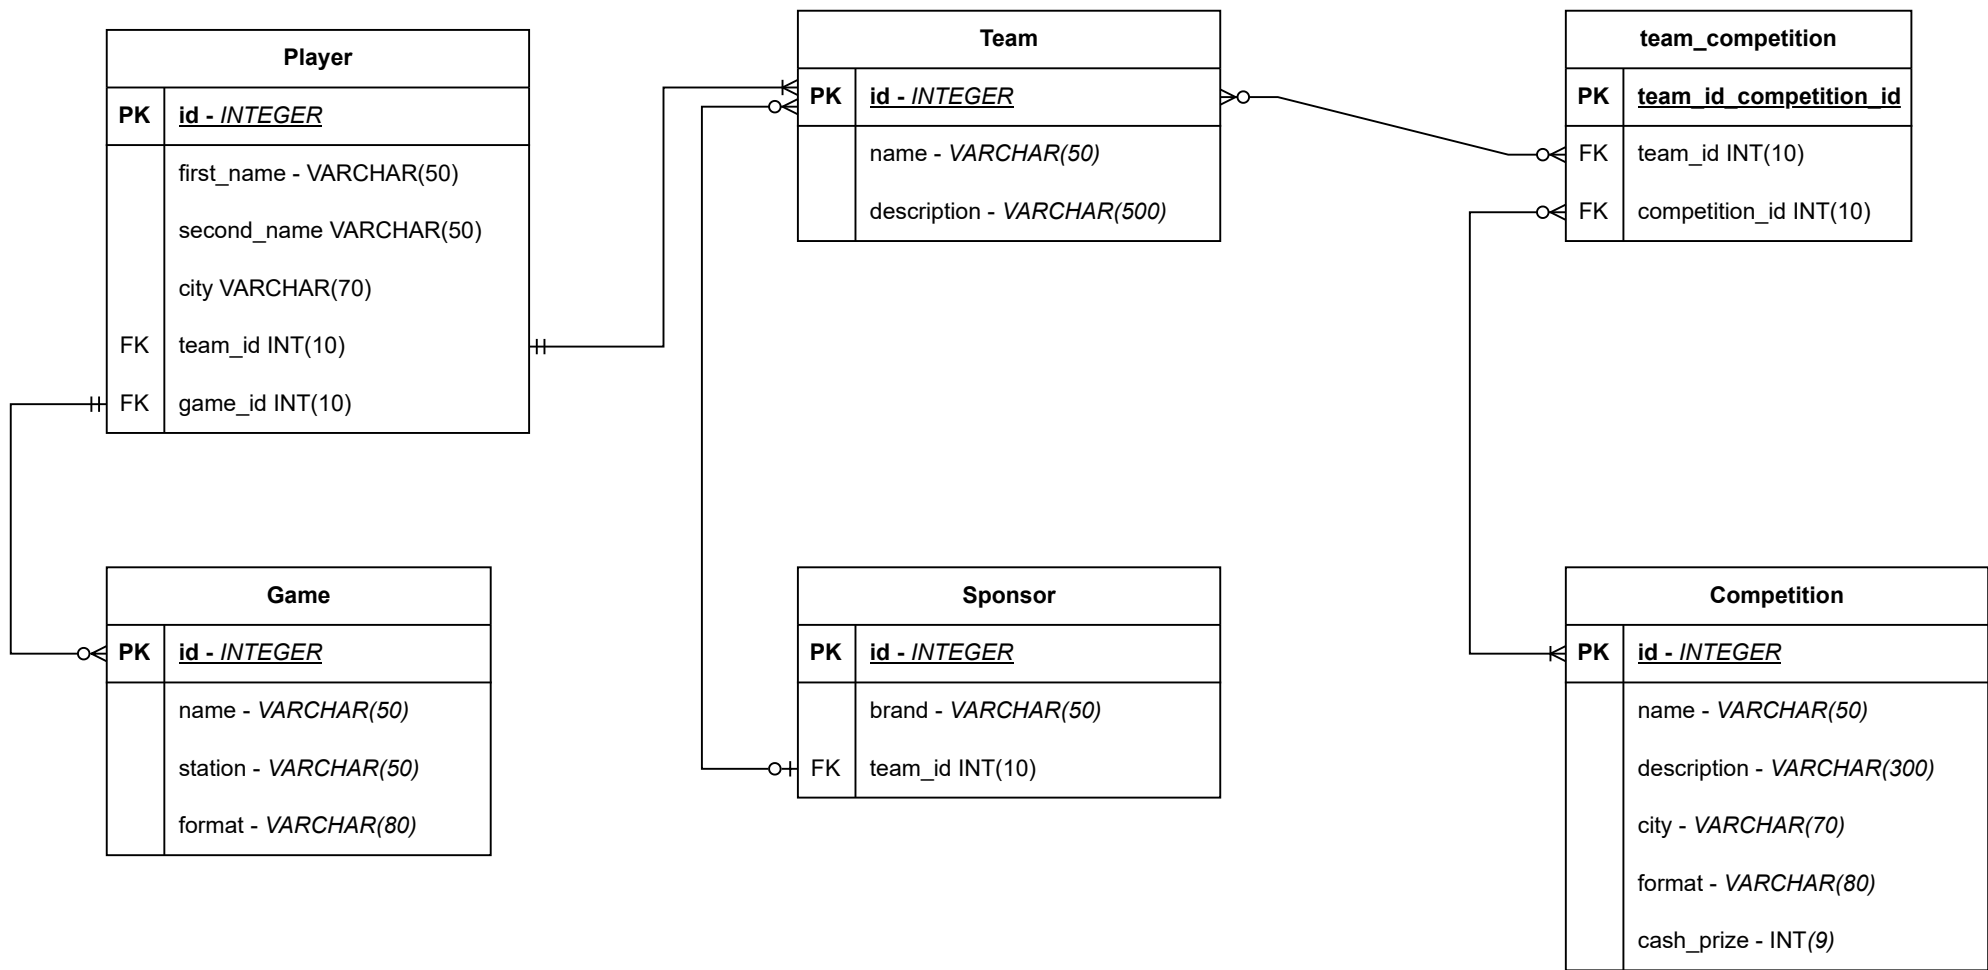 Player
PK id - INTEGER
first_name - VARCHAR(50)
second_name VARCHAR(50)
city VARCHAR(70)
FK team_id INT(10)
FK game_id INT(10)
Team
PK id - INTEGER
name - VARCHAR(50)
description - VARCHAR(500)
team_competition
PK team_id_competition_id
FK team_id INT(10)
FK competition_id INT(10)
Game
PK id - INTEGER
name - VARCHAR(50)
station - VARCHAR(50)
format - VARCHAR(80)
Sponsor
PK id - INTEGER
brand - VARCHAR(50)
FK team_id INT(10)
Competition
PK id - INTEGER
name - VARCHAR(50)
description - VARCHAR(300)
city - VARCHAR(70)
format - VARCHAR(80)
cash_prize - INT(9)